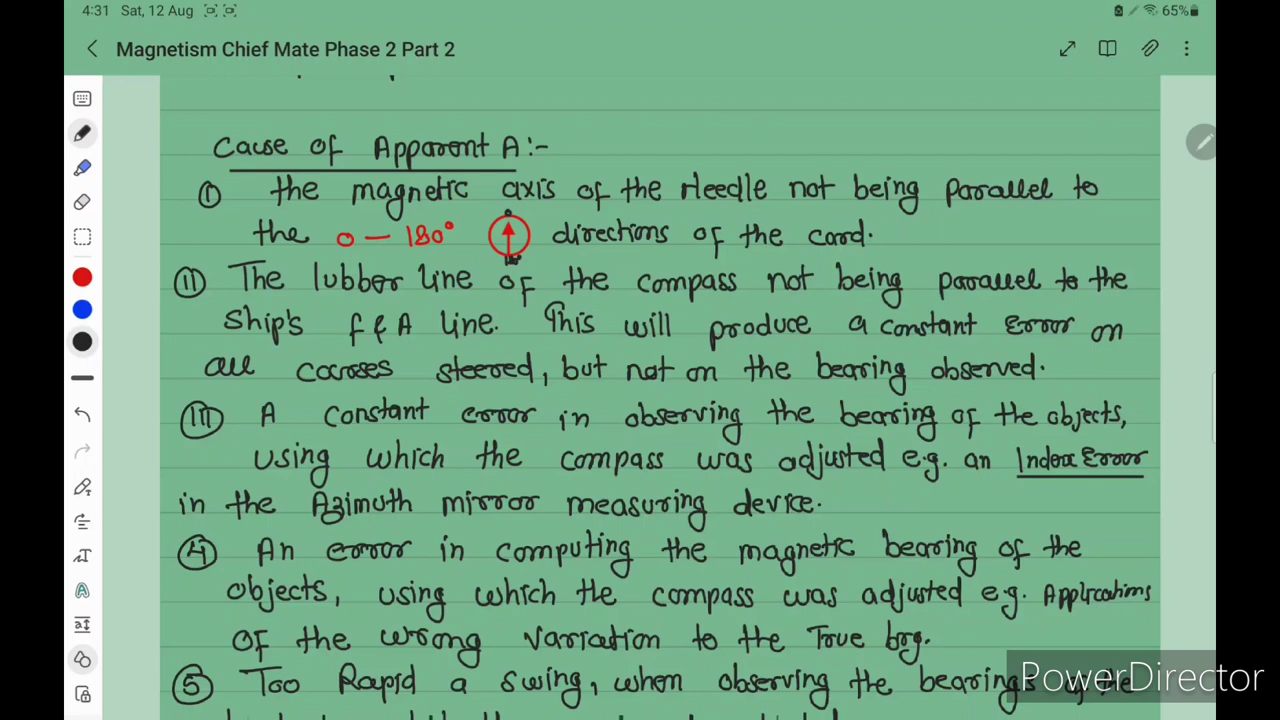 4:31 Sat, 12 Aug 65%
Magnetism Chief Mate Phase 2 Part 2
Cause of Apparent A:-
① the magnetic axis of the Needle not being parallel to
the 0 — 180° directions of the card.
⑪ The lubber line of the compass not being parallel to the
Ship's f & A line. This will produce a constant Error on
all courses steered, but not on the bearing observed.
⑪I A constant error in observing the bearing of the objects,
using which the compass was adjusted e.g. an Index Error
in the Azimuth mirror measuring device.
④ An error in computing the magnetic bearing of the
objects, using which the compass was adjusted e.g. Applications
Of the wrong variation to the True brg.
⑤ Too Rapid a swing, when observing the bearings of the
PowerDirector